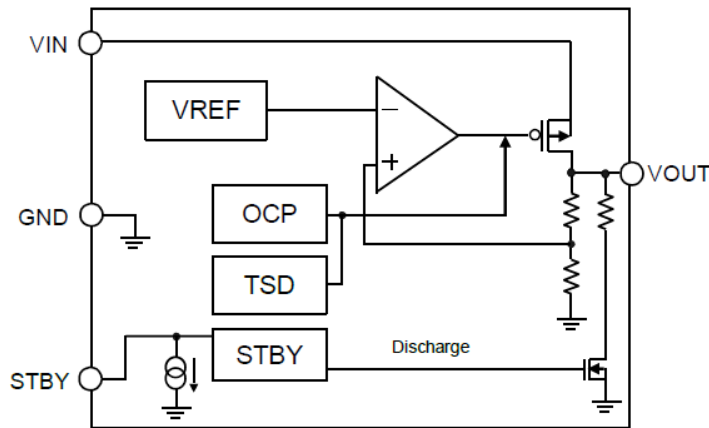 VIN
VREF
−
+
VOUT
OCP
GND
TSD
STBY
Discharge
STBY